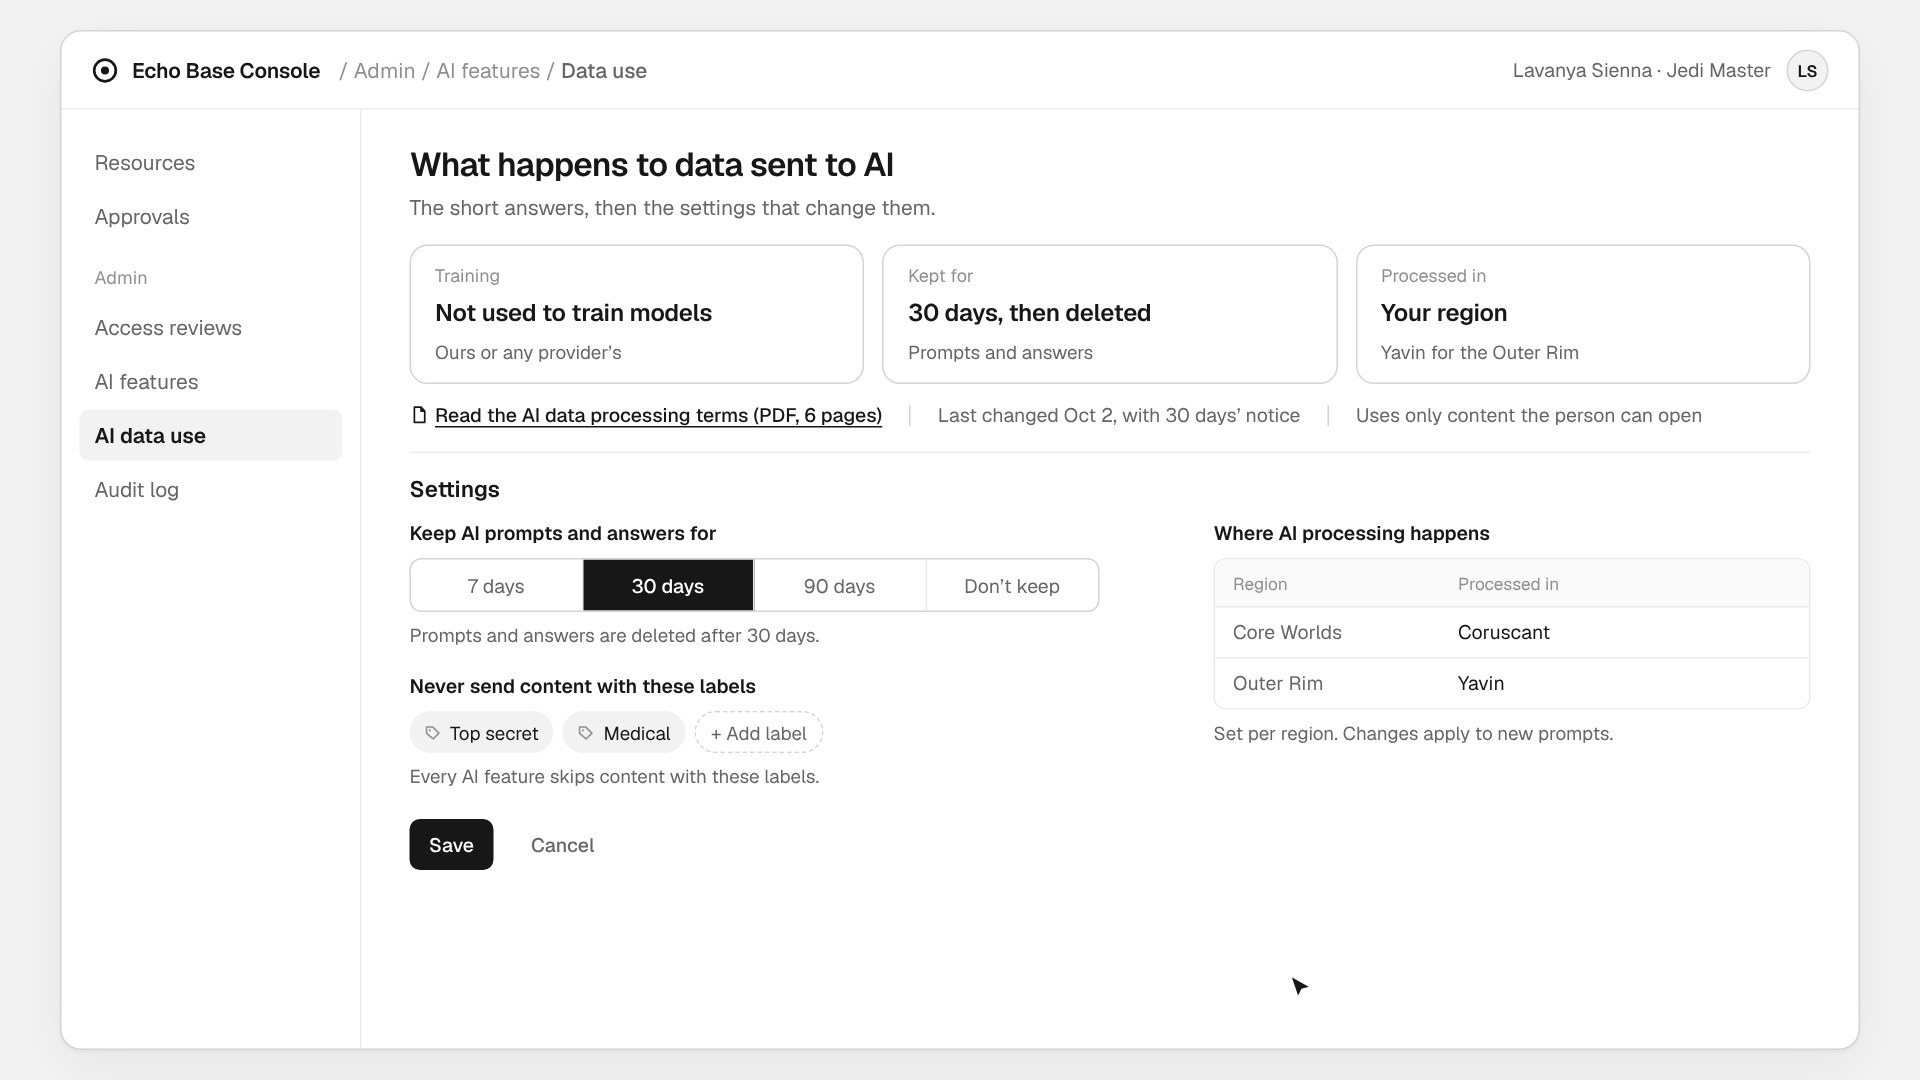 Echo Base Console / Admin / AI features / Data use
Lavanya Sienna · Jedi Master LS
Resources
Approvals
Admin
Access reviews
AI features
AI data use
Audit log
What happens to data sent to AI
The short answers, then the settings that change them.
Training
Not used to train models
Ours or any provider’s
Kept for
30 days, then deleted
Prompts and answers
Processed in
Your region
Yavin for the Outer Rim
Read the AI data processing terms (PDF, 6 pages)
Last changed Oct 2, with 30 days’ notice
Uses only content the person can open
Settings
Keep AI prompts and answers for
7 days 30 days 90 days Don’t keep
Prompts and answers are deleted after 30 days.
Never send content with these labels
Top secret Medical + Add label
Every AI feature skips content with these labels.
Save Cancel
Where AI processing happens
Region Processed in
Core Worlds Coruscant
Outer Rim Yavin
Set per region. Changes apply to new prompts.